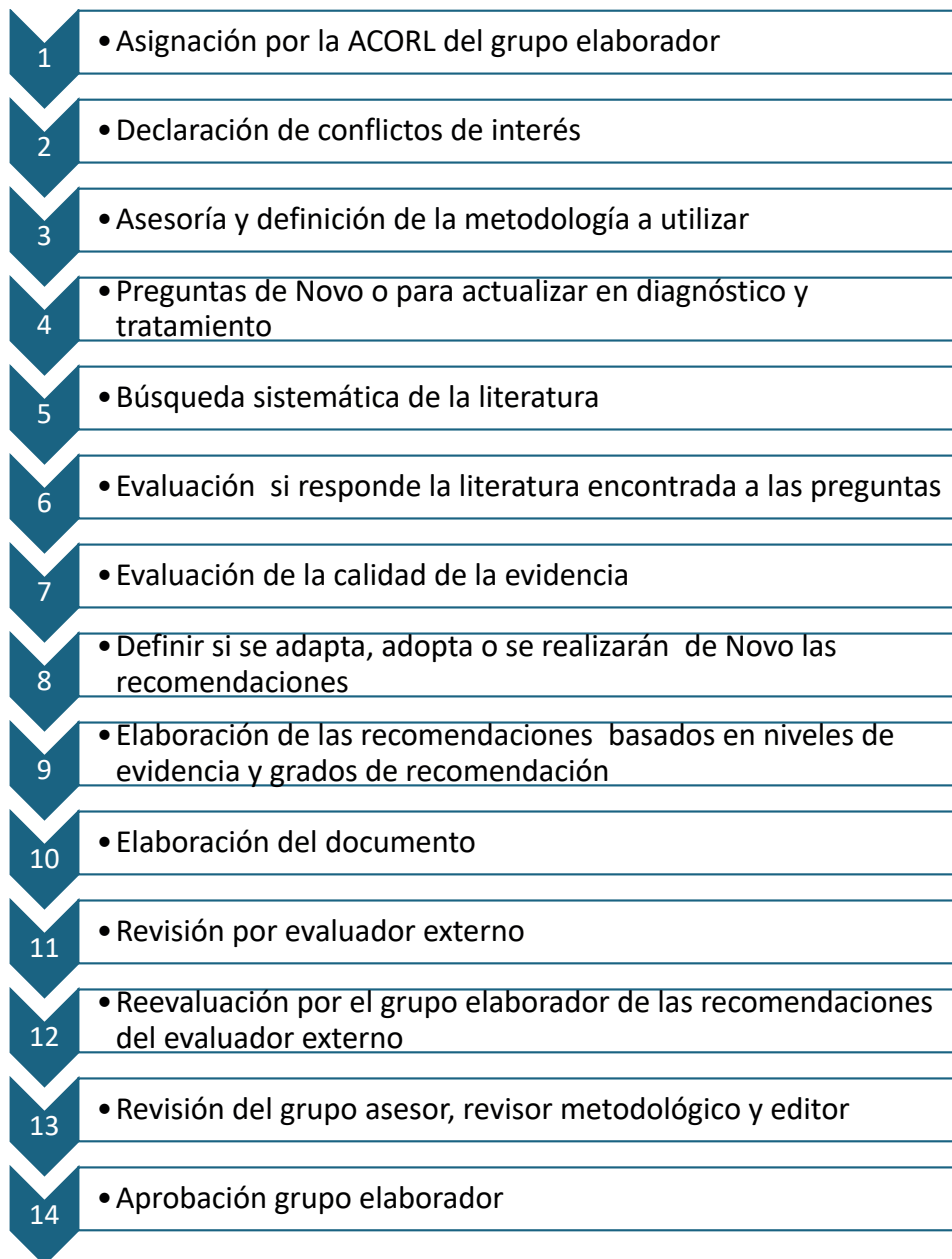 1
• Asignación por la ACORL del grupo elaborador
2
• Declaración de conflictos de interés
3
• Asesoría y definición de la metodología a utilizar
4
• Preguntas de Novo o para actualizar en diagnóstico y
tratamiento
5
• Búsqueda sistemática de la literatura
6
• Evaluación  si responde la literatura encontrada a las preguntas
7
• Evaluación de la calidad de la evidencia
8
• Definir si se adapta, adopta o se realizarán  de Novo las
recomendaciones
9
• Elaboración de las recomendaciones  basados en niveles de
evidencia y grados de recomendación
10
• Elaboración del documento
11
• Revisión por evaluador externo
12
• Reevaluación por el grupo elaborador de las recomendaciones
del evaluador externo
13
• Revisión del grupo asesor, revisor metodológico y editor
14
• Aprobación grupo elaborador